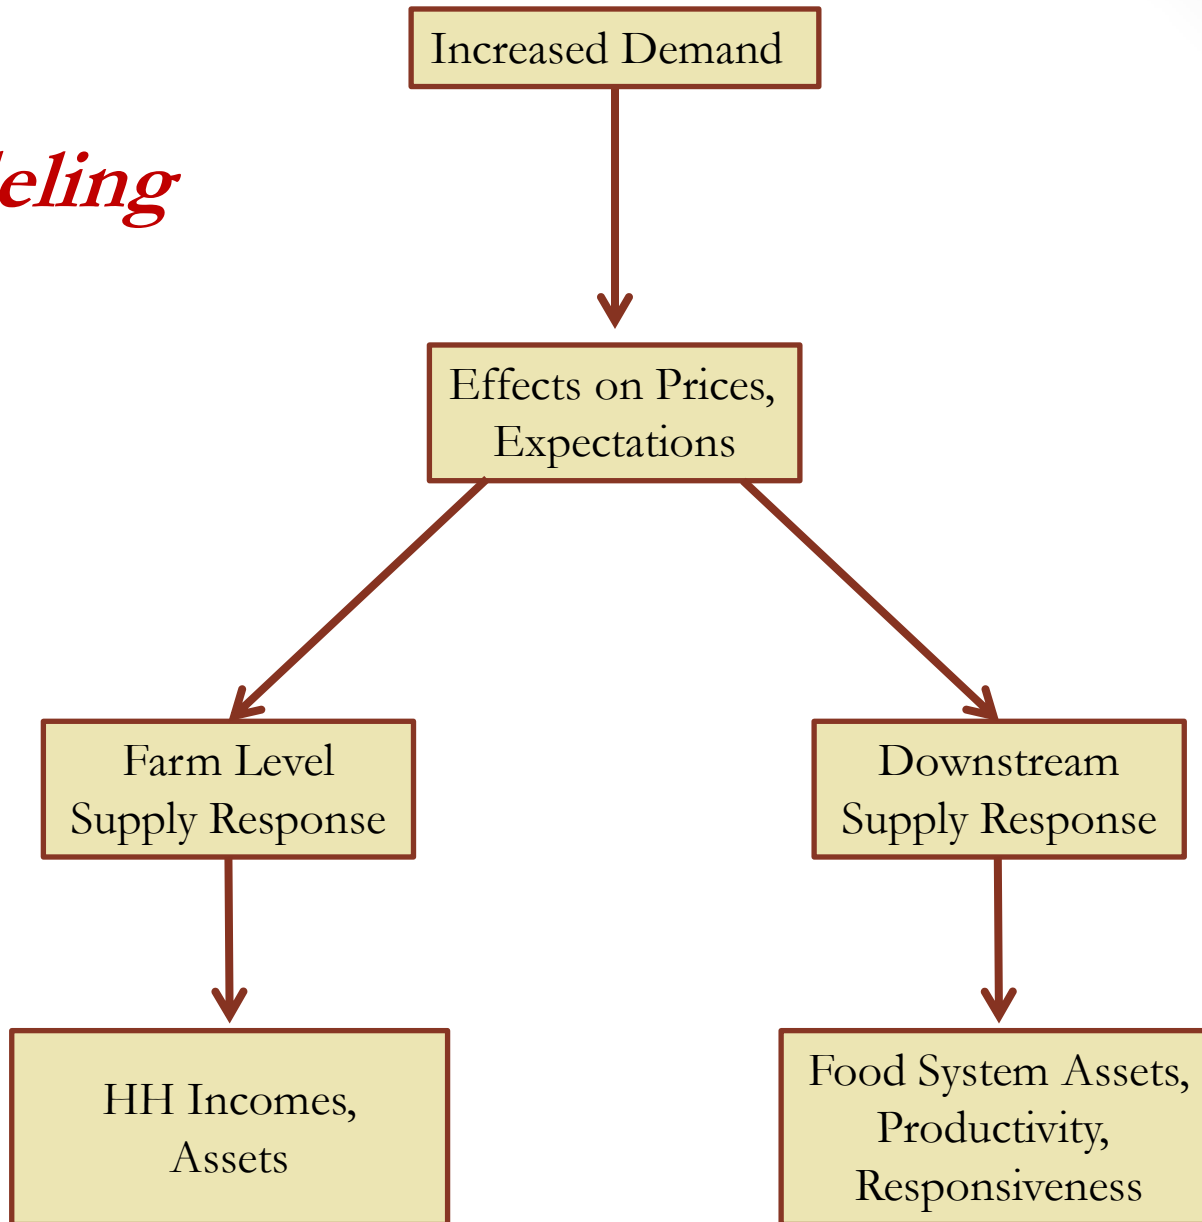 Increased Demand
eling
Effects on Prices,
Expectations
Farm Level
Supply Response
Downstream
Supply Response
HH Incomes,
Assets
Food System Assets,
Productivity,
Responsiveness